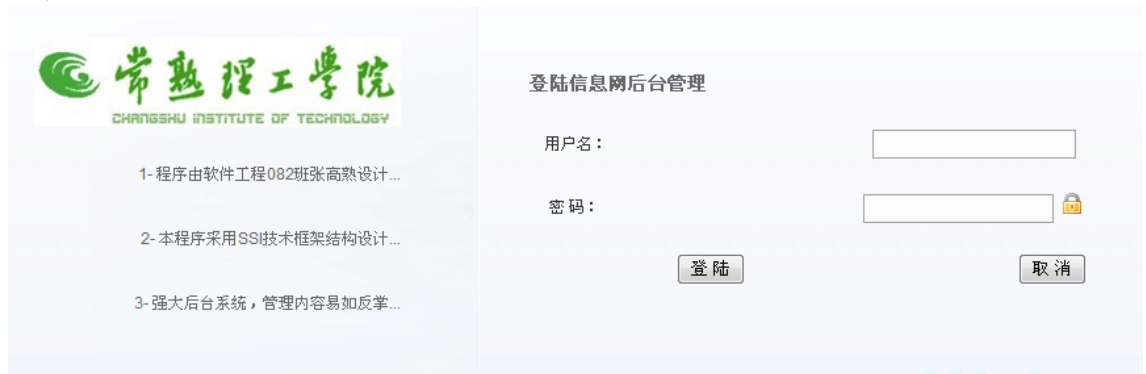 常熟理工学院
CHANGSHU INSTITUTE OF TECHNOLOGY
1-程序由软件工程082班张高熟设计...
2-本程序采用SSI技术框架结构设计...
3-强大后台系统，管理内容易如反掌...
登陆信息网后台管理
用户名：
密码：
登陆
取消